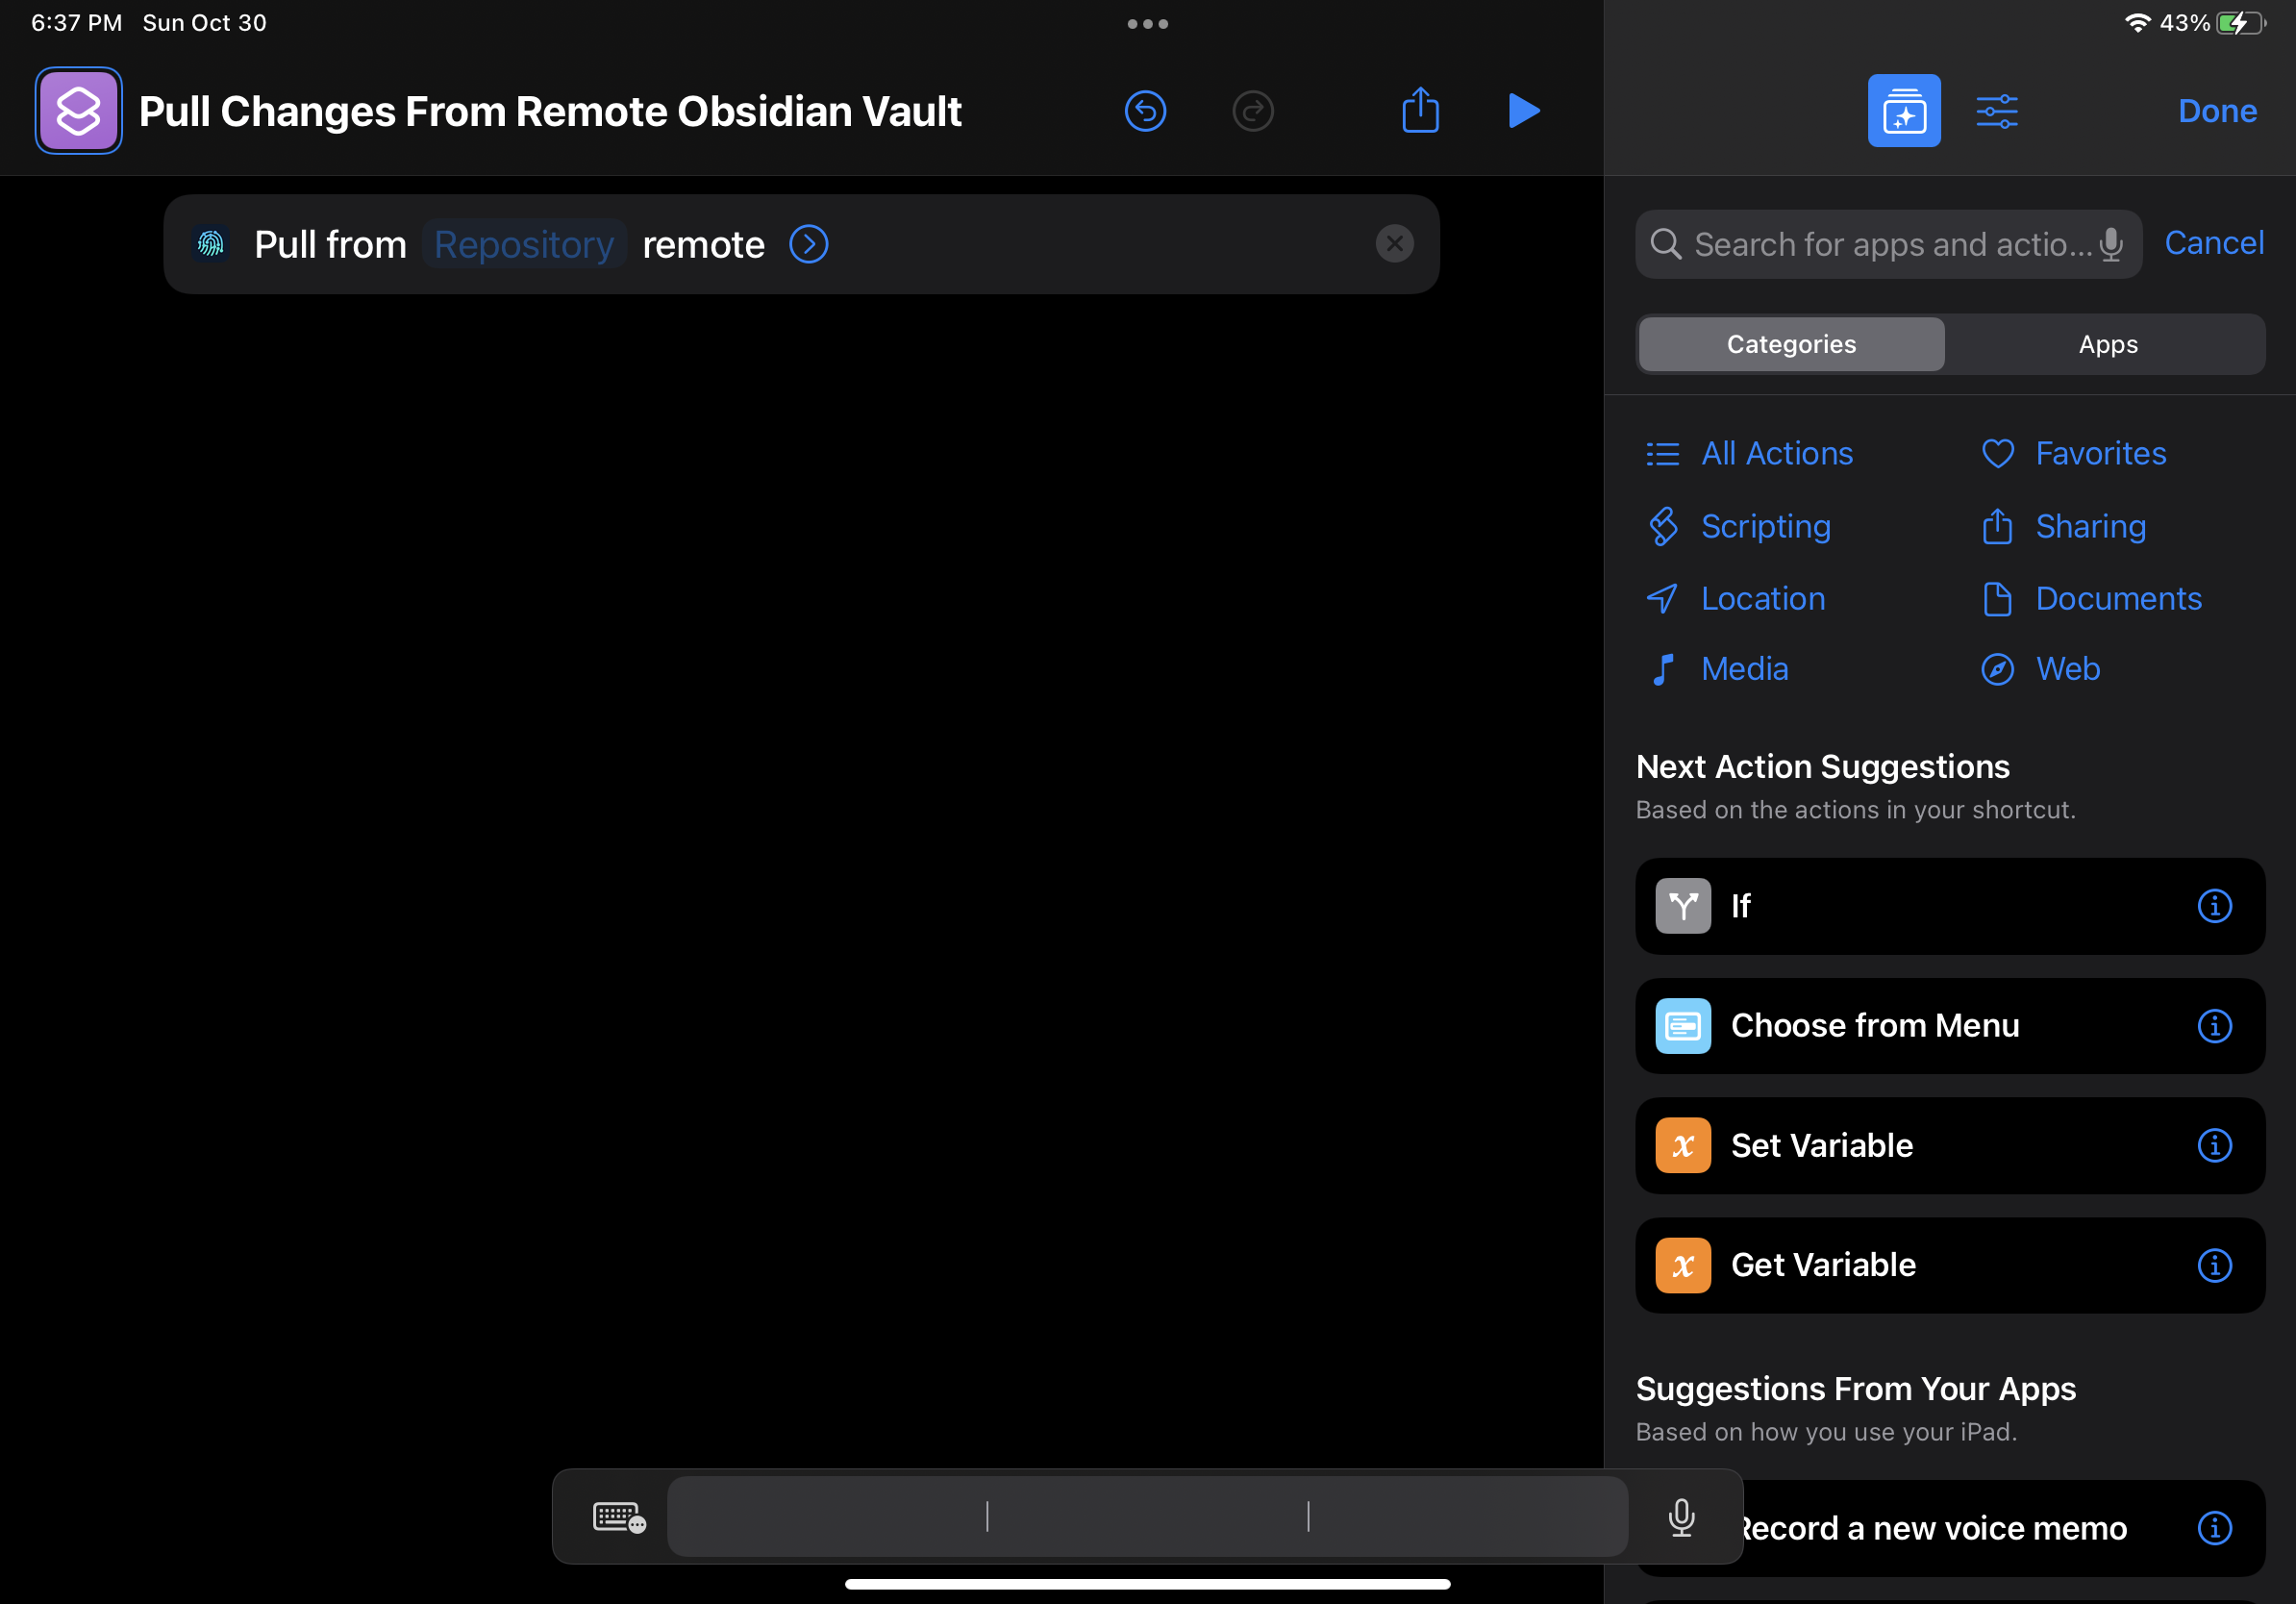 6:37 PM Sun Oct 30
43%
Pull Changes From Remote Obsidian Vault
Done
Pull from Repository remote
Search for apps and actio...
Cancel
Categories
Apps
All Actions
Favorites
Scripting
Sharing
Location
Documents
Media
Web
Next Action Suggestions
Based on the actions in your shortcut.
If
Choose from Menu
x Set Variable
x Get Variable
Suggestions From Your Apps
Based on how you use your iPad.
Record a new voice memo